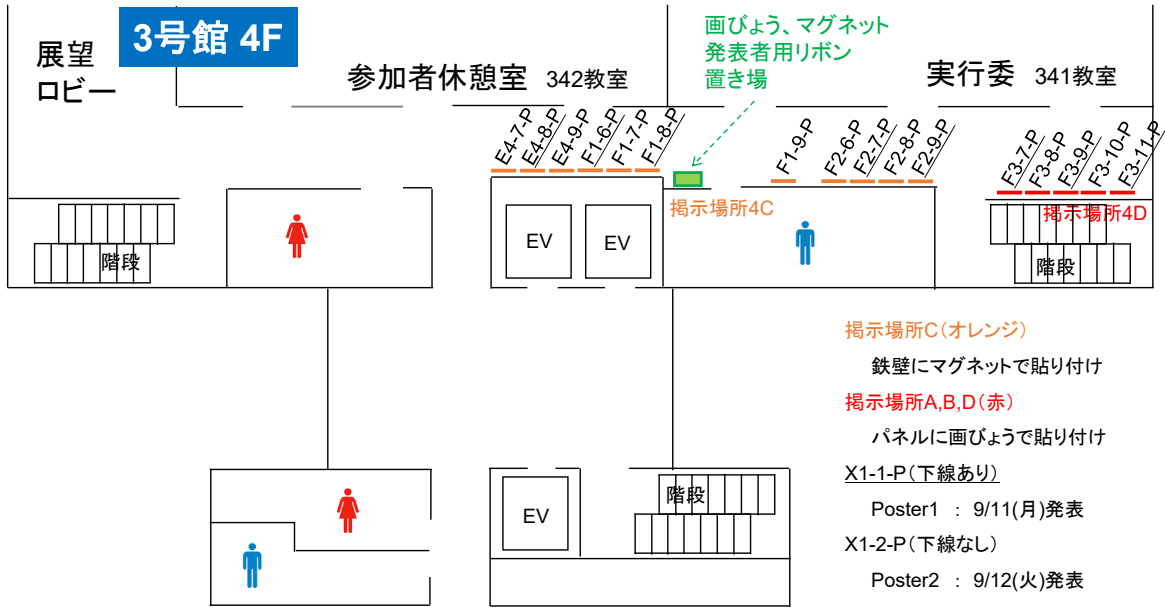 3号館 4F
展望
ロビー
参加者休憩室 342教室
画びょう、マグネット
発表者用リボン
置き場
実行委 341教室
E4-7-P
E4-8-P
E4-9-P
F1-6-P
F1-7-P
F1-8-P
F1-9-P
F2-6-P
F2-7-P
F2-8-P
F2-9-P
F3-7-P
F3-8-P
F3-9-P
F3-10-P
F3-11-P
掲示場所4C
掲示場所4D
階段
EV
EV
階段
掲示場所C(オレンジ)
鉄壁にマグネットで貼り付け
掲示場所A,B,D(赤)
パネルに画びょうで貼り付け
X1-1-P(下線あり)
Poster1 : 9/11(月)発表
X1-2-P(下線なし)
Poster2 : 9/12(火)発表
EV
階段